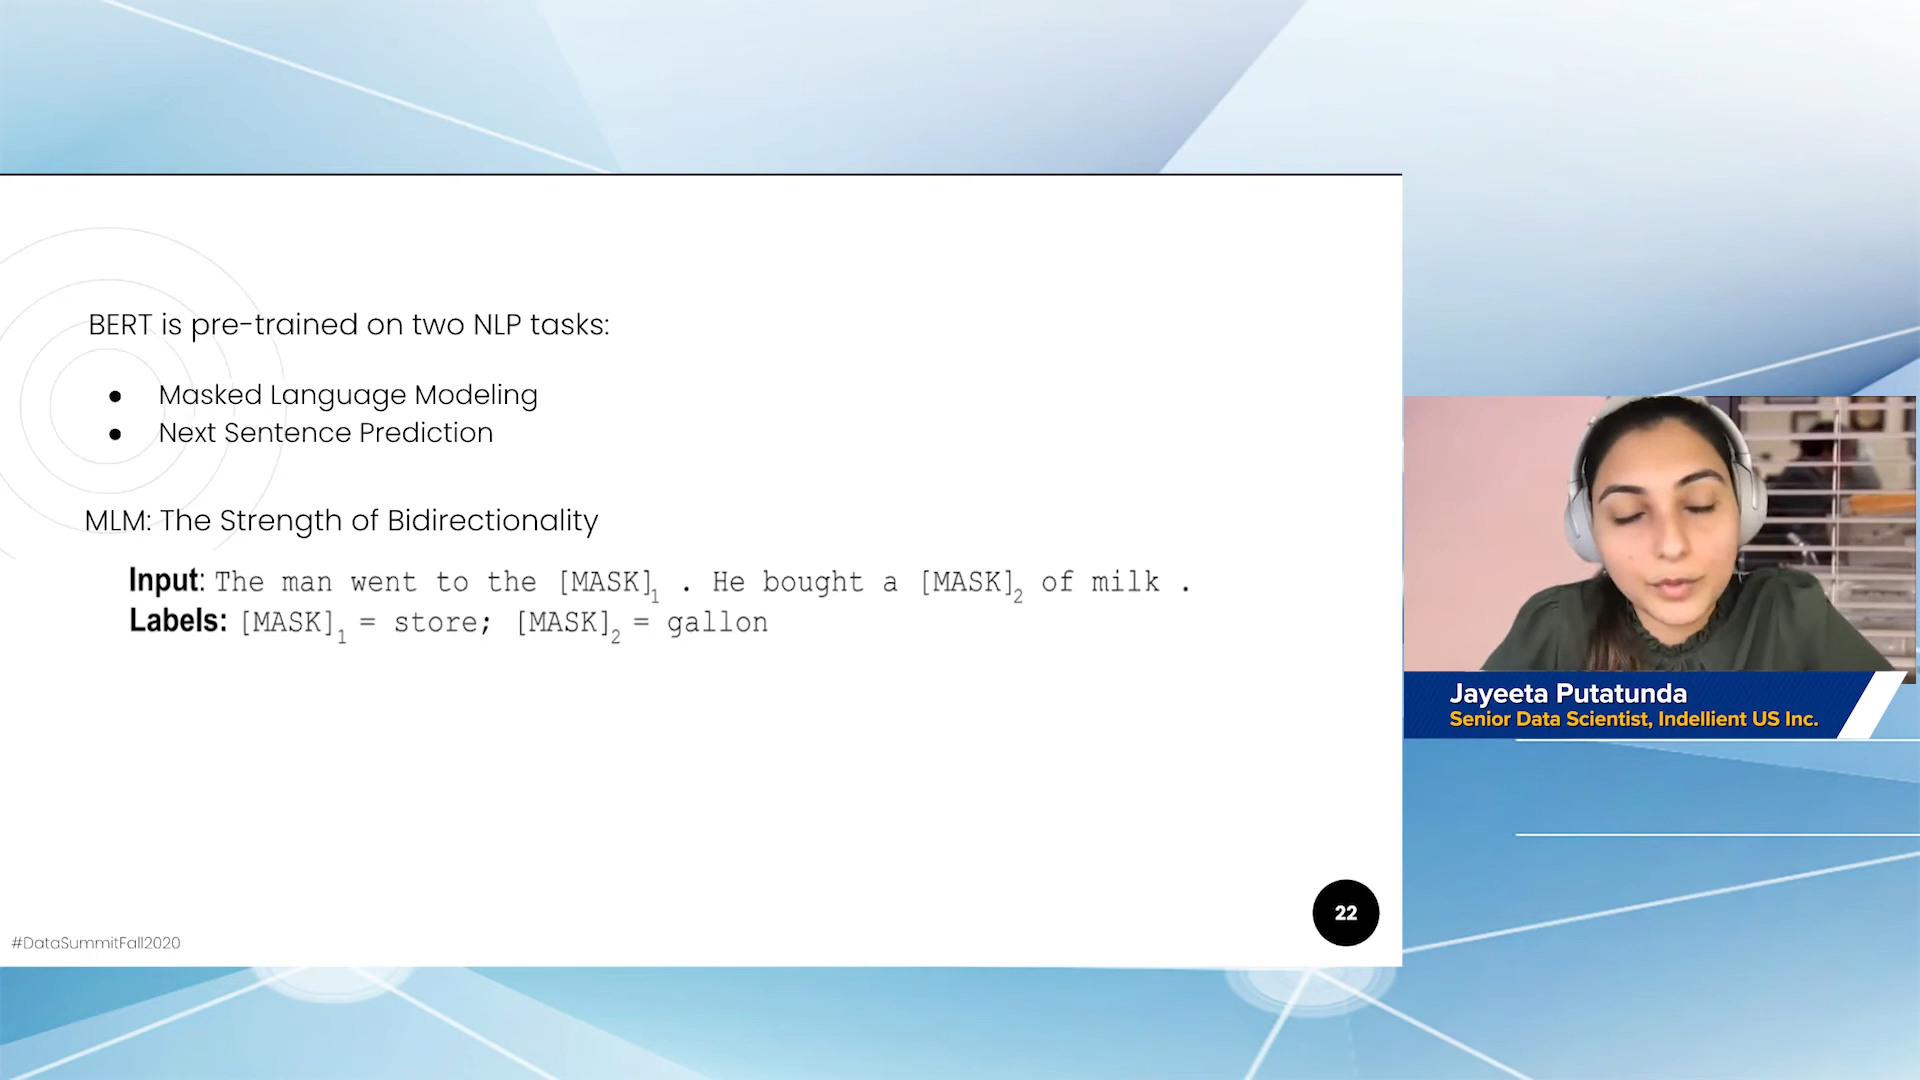 BERT is pre-trained on two NLP tasks:
● Masked Language Modeling
● Next Sentence Prediction
MLM: The Strength of Bidirectionality
Input: The man went to the [MASK]1 . He bought a [MASK]2 of milk .
Labels: [MASK]1 = store; [MASK]2 = gallon
Jayeeta Putatunda
Senior Data Scientist, Indellient US Inc.
22
#DataSummitFall2020